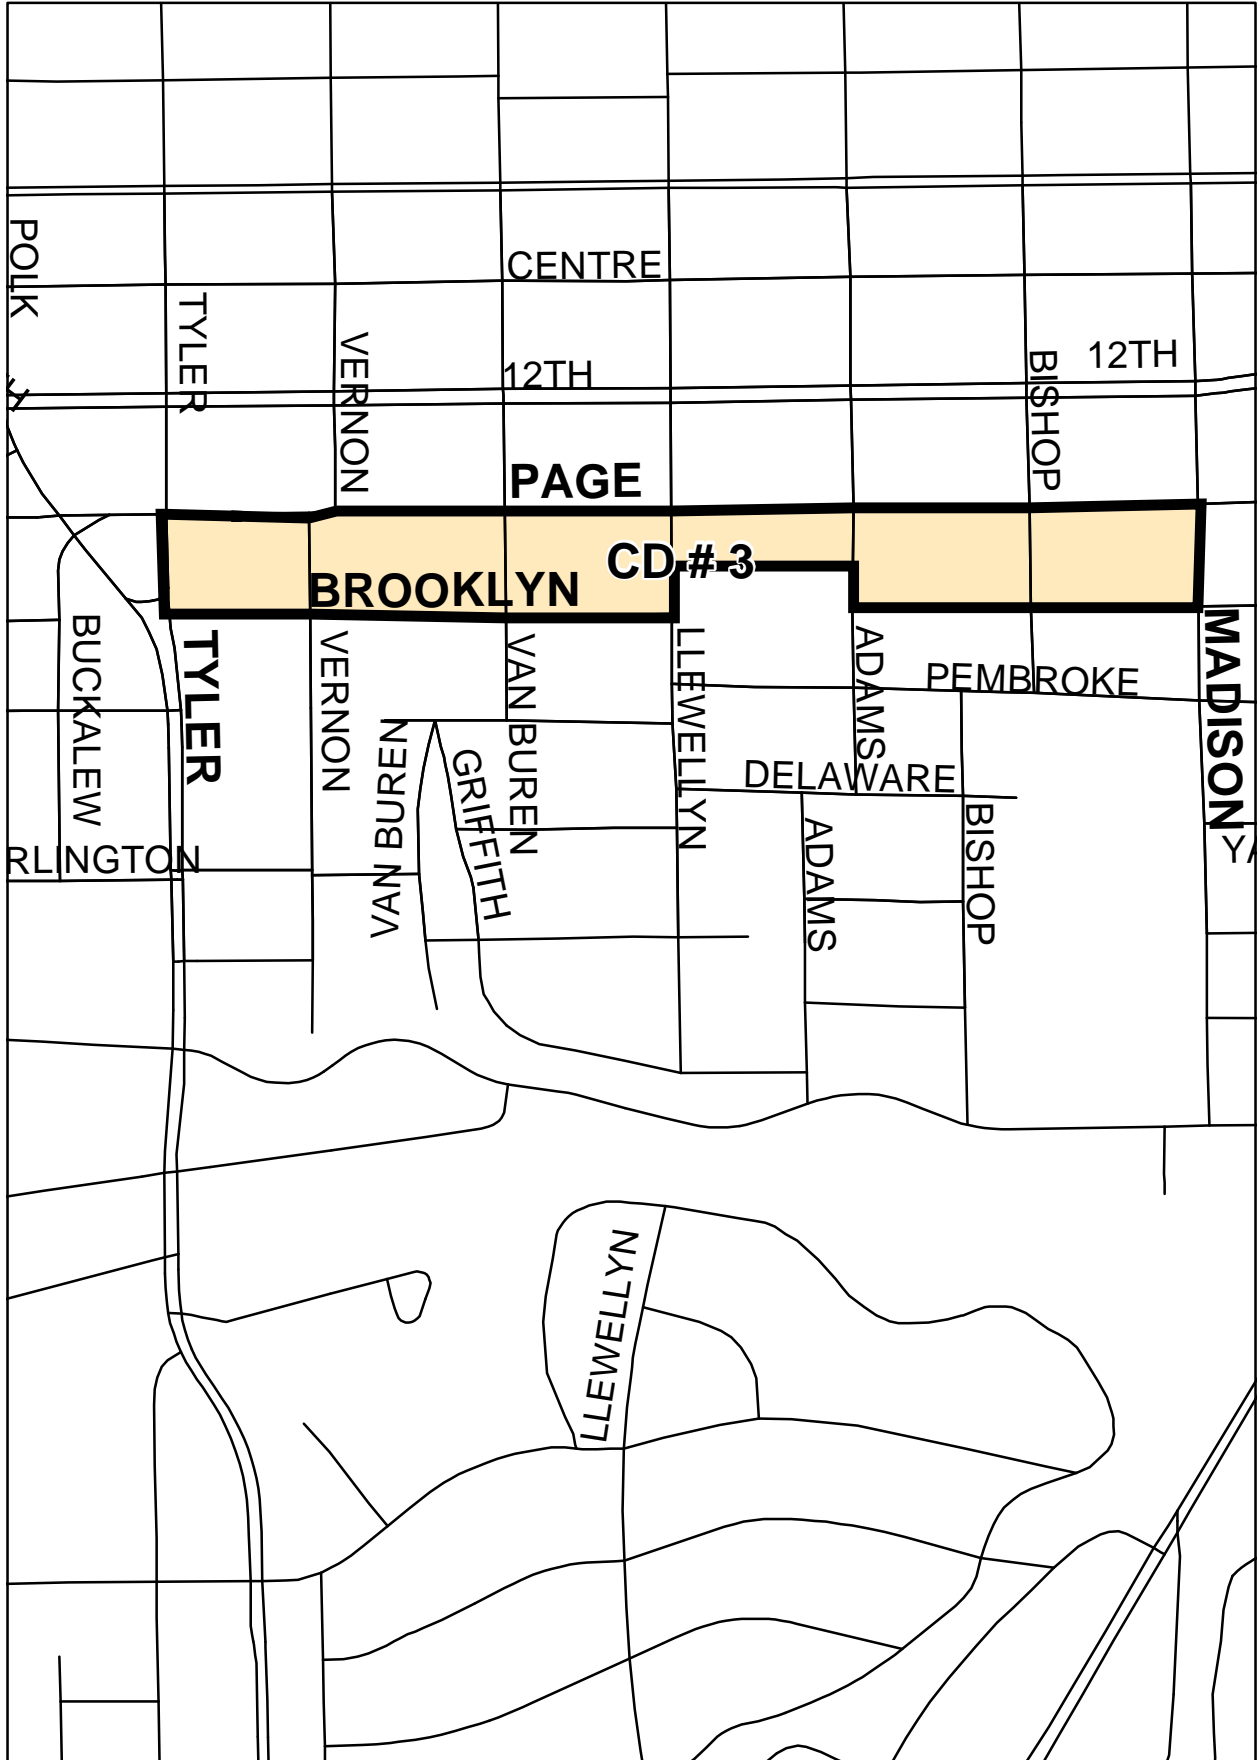 POLK
CENTRE
TYLER
VERNON
12TH
12TH
BISHOP
PAGE
CD # 3
BROOKLYN
BUCKALEW
TYLER
VERNON
VAN BUREN
LLEWELLYN
ADAMS
PEMBROKE
MADISON
VAN BUREN
GRIFFITH
DELAWARE
ADAMS
BISHOP
RLINGTON
YA
LLEWELLYN